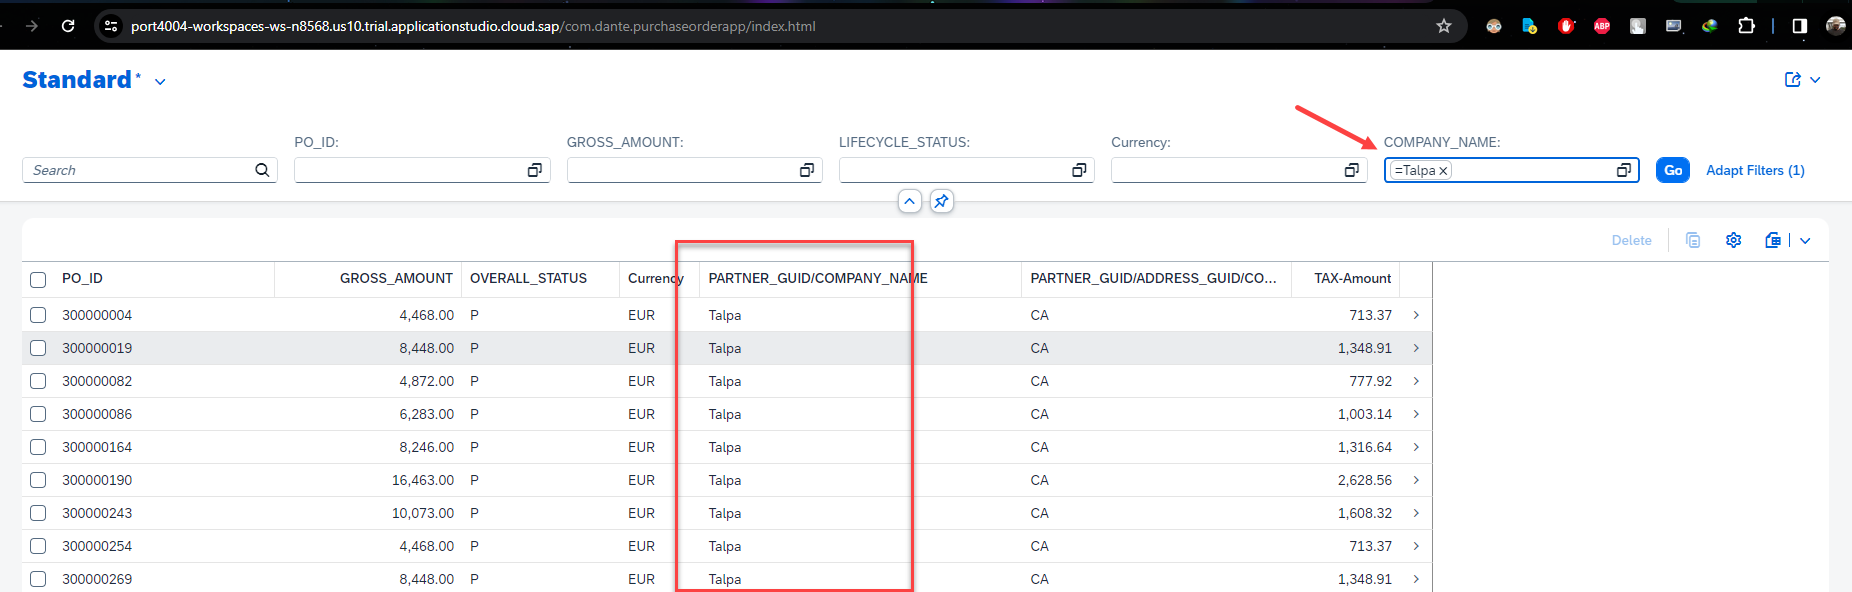 port4004-workspaces-ws-n8568.us10.trial.applicationstudio.cloud.sap/com.dante.purchaseorderapp/index.html
ABP
Standard *
PO_ID: GROSS_AMOUNT: LIFECYCLE_STATUS: Currency: COMPANY_NAME:
Search =Talpa Go Adapt Filters (1)
Delete
PO_ID GROSS_AMOUNT OVERALL_STATUS Currency PARTNER_GUID/COMPANY_NAME PARTNER_GUID/ADDRESS_GUID/CO... TAX-Amount
300000004 4,468.00 P EUR Talpa CA 713.37
300000019 8,448.00 P EUR Talpa CA 1,348.91
300000082 4,872.00 P EUR Talpa CA 777.92
300000086 6,283.00 P EUR Talpa CA 1,003.14
300000164 8,246.00 P EUR Talpa CA 1,316.64
300000190 16,463.00 P EUR Talpa CA 2,628.56
300000243 10,073.00 P EUR Talpa CA 1,608.32
300000254 4,468.00 P EUR Talpa CA 713.37
300000269 8,448.00 P EUR Talpa CA 1,348.91